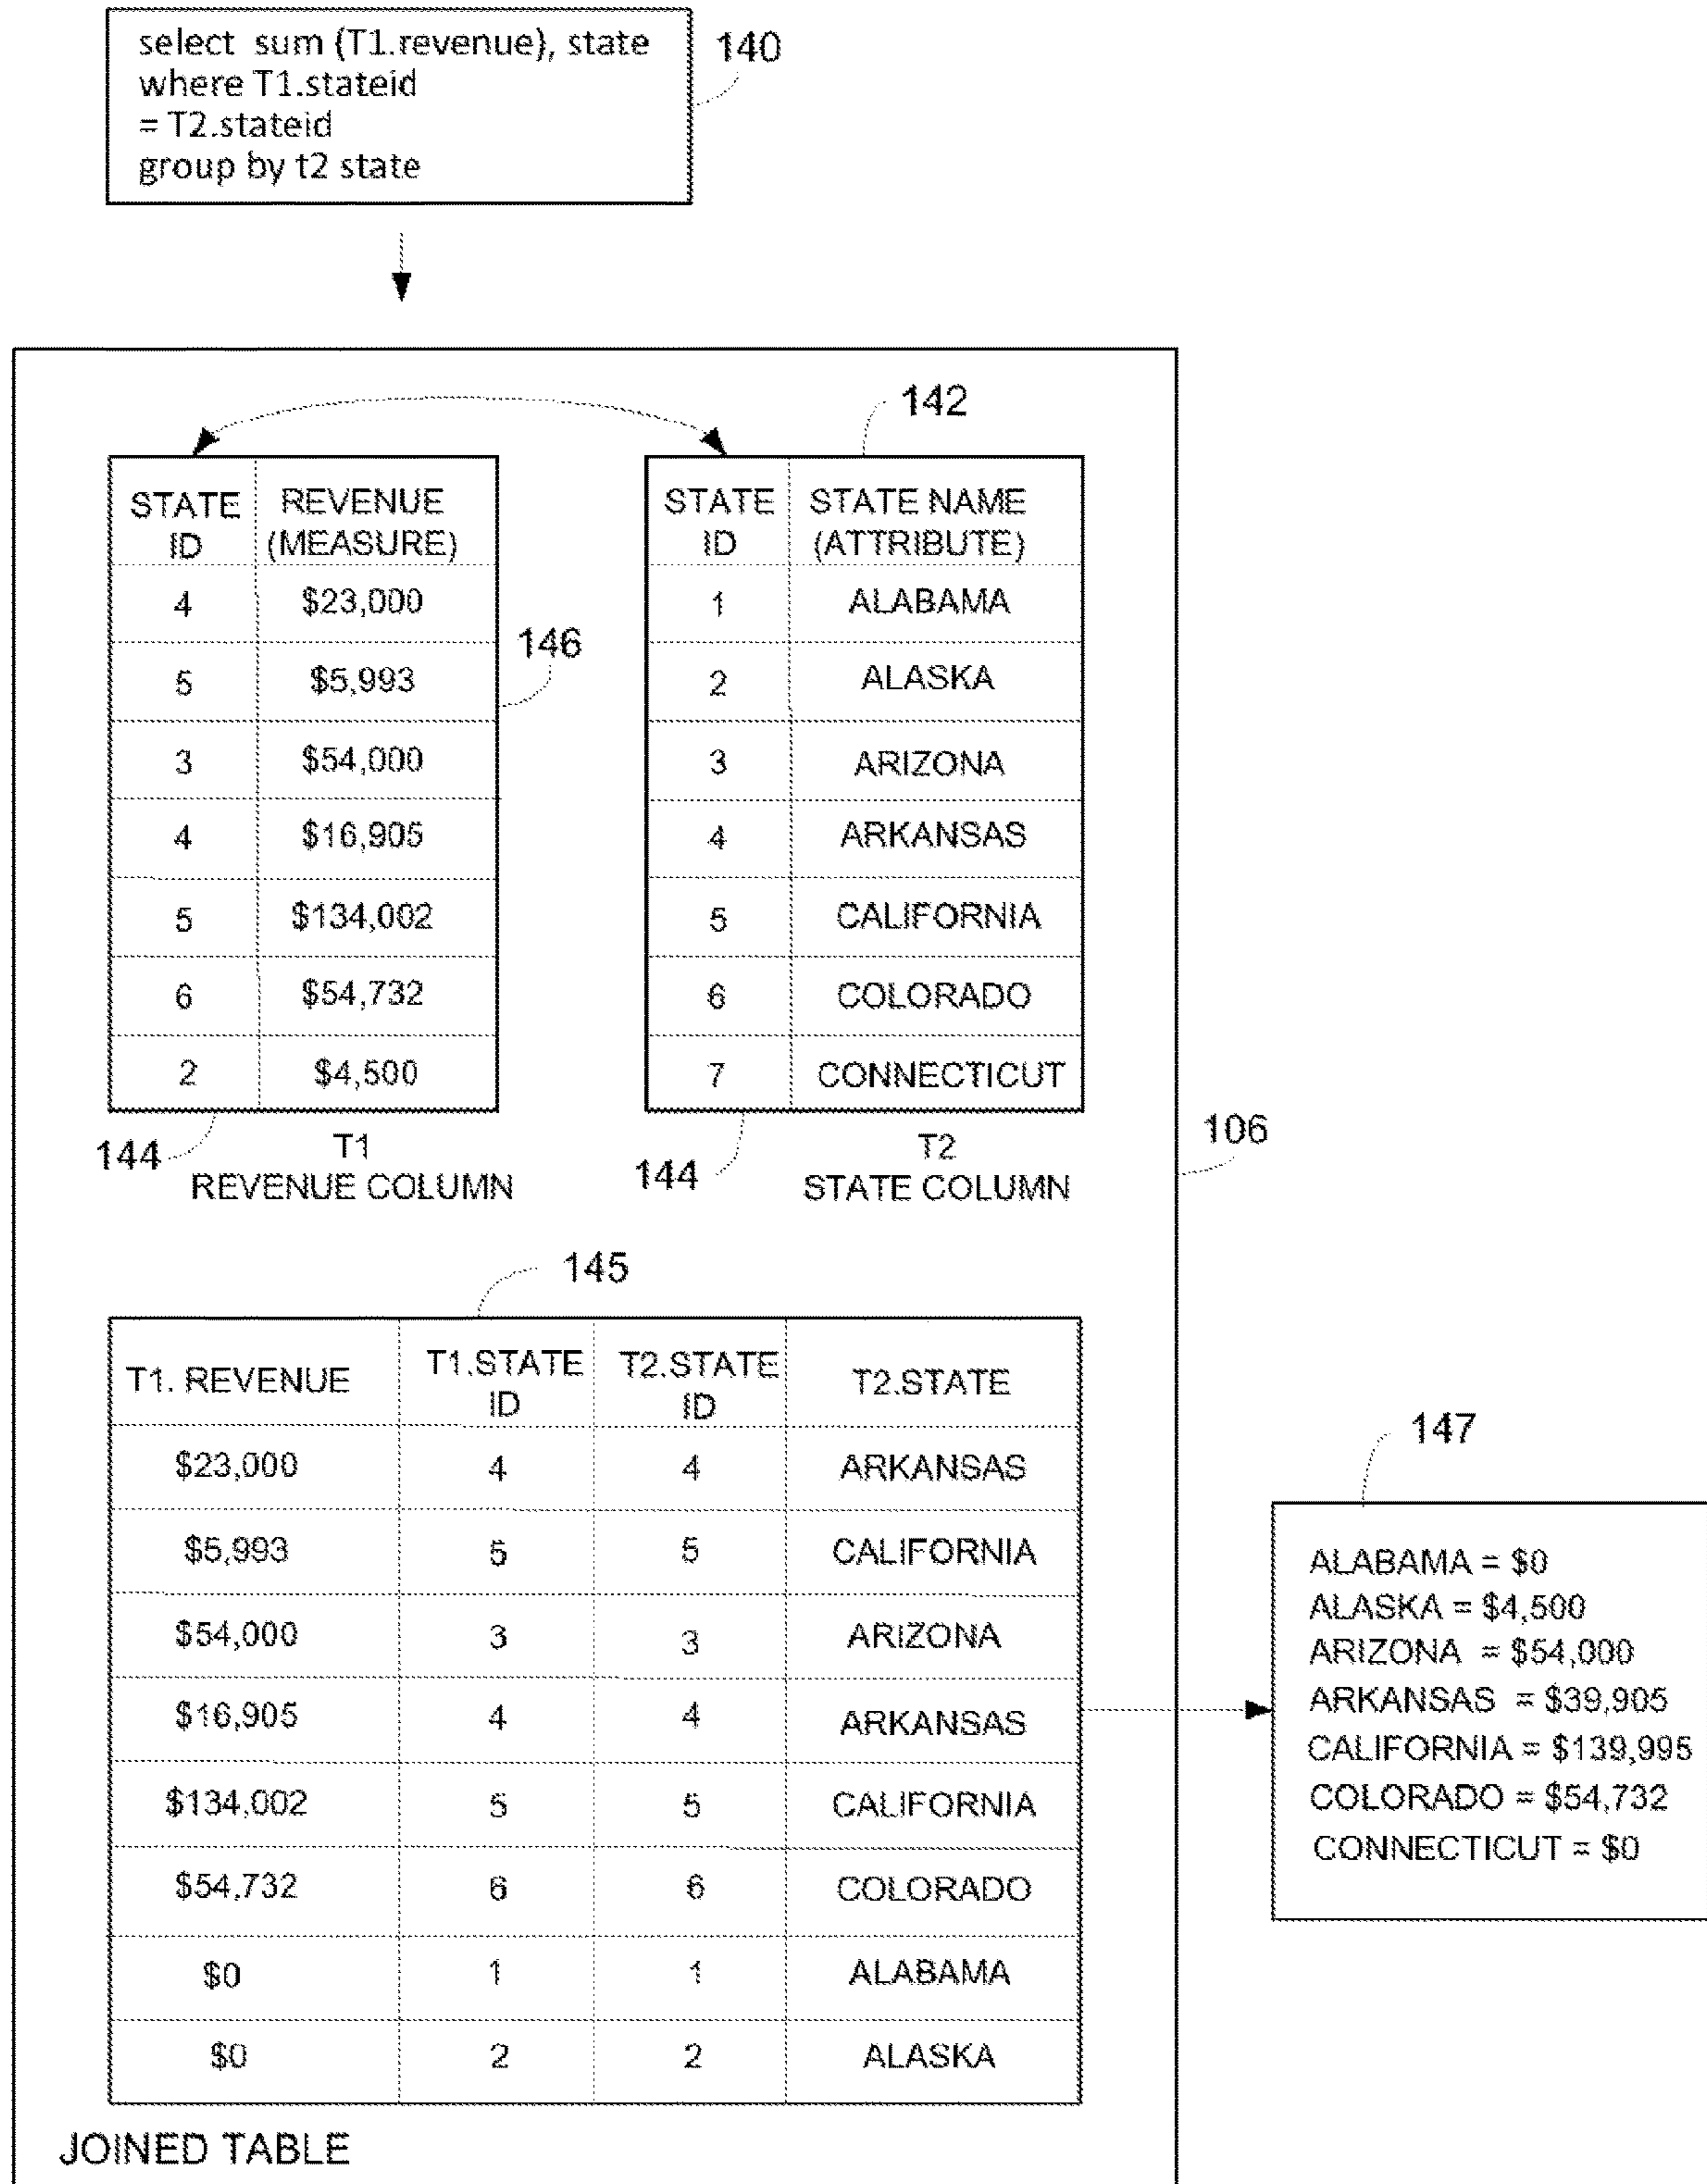 select sum (T1.revenue), state
where T1.stateid
= T2.stateid
group by t2 state
140
142
STATE ID REVENUE (MEASURE)
4 $23,000
5 $5,993
3 $54,000
4 $16,905
5 $134,002
6 $54,732
2 $4,500
146
STATE ID STATE NAME (ATTRIBUTE)
1 ALABAMA
2 ALASKA
3 ARIZONA
4 ARKANSAS
5 CALIFORNIA
6 COLORADO
7 CONNECTICUT
144
T1
REVENUE COLUMN
144
T2
STATE COLUMN
106
145
T1. REVENUE T1.STATE ID T2.STATE ID T2.STATE
$23,000 4 4 ARKANSAS
$5,993 5 5 CALIFORNIA
$54,000 3 3 ARIZONA
$16,905 4 4 ARKANSAS
$134,002 5 5 CALIFORNIA
$54,732 6 6 COLORADO
$0 1 1 ALABAMA
$0 2 2 ALASKA
JOINED TABLE
147
ALABAMA = $0
ALASKA = $4,500
ARIZONA = $54,000
ARKANSAS = $39,905
CALIFORNIA = $139,995
COLORADO = $54,732
CONNECTICUT = $0